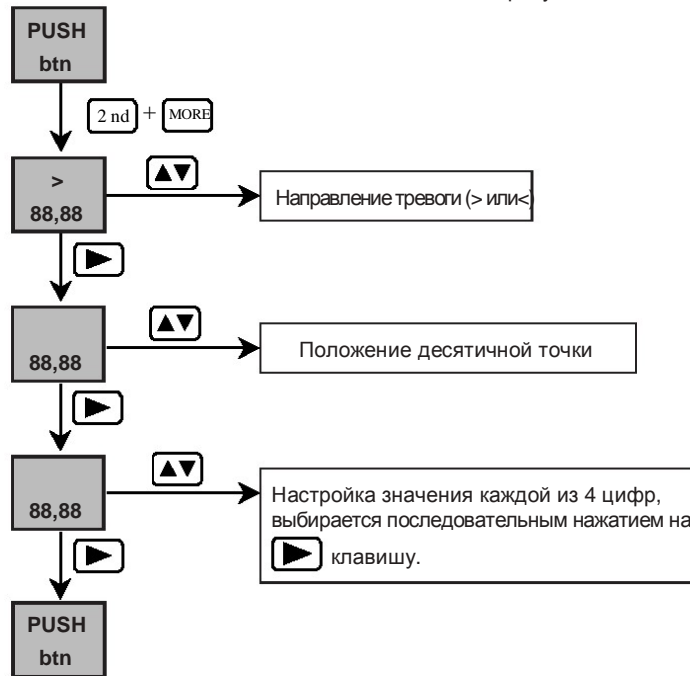 PUSH
btn
2 nd + MORE
>
88,88
Направление тревоги (> или<)
88,88
Положение десятичной точки
88,88
Настройка значения каждой из 4 цифр,
выбирается последовательным нажатием на
клавишу.
PUSH
btn